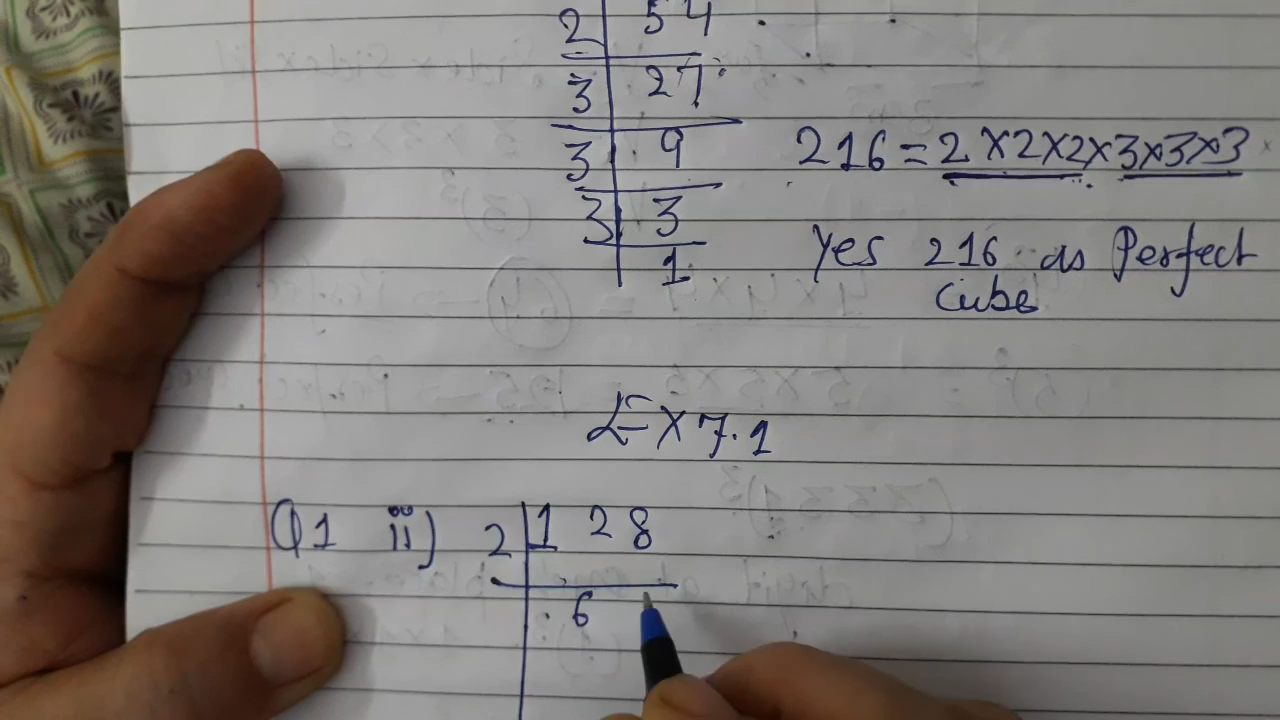 2 54
3 27
3 9
3 3
1
216 = 2 × 2 × 2 × 3 × 3 × 3
Yes 216 is Perfect
Cube
Ex 7.1
Q1 ii) 2 128
6